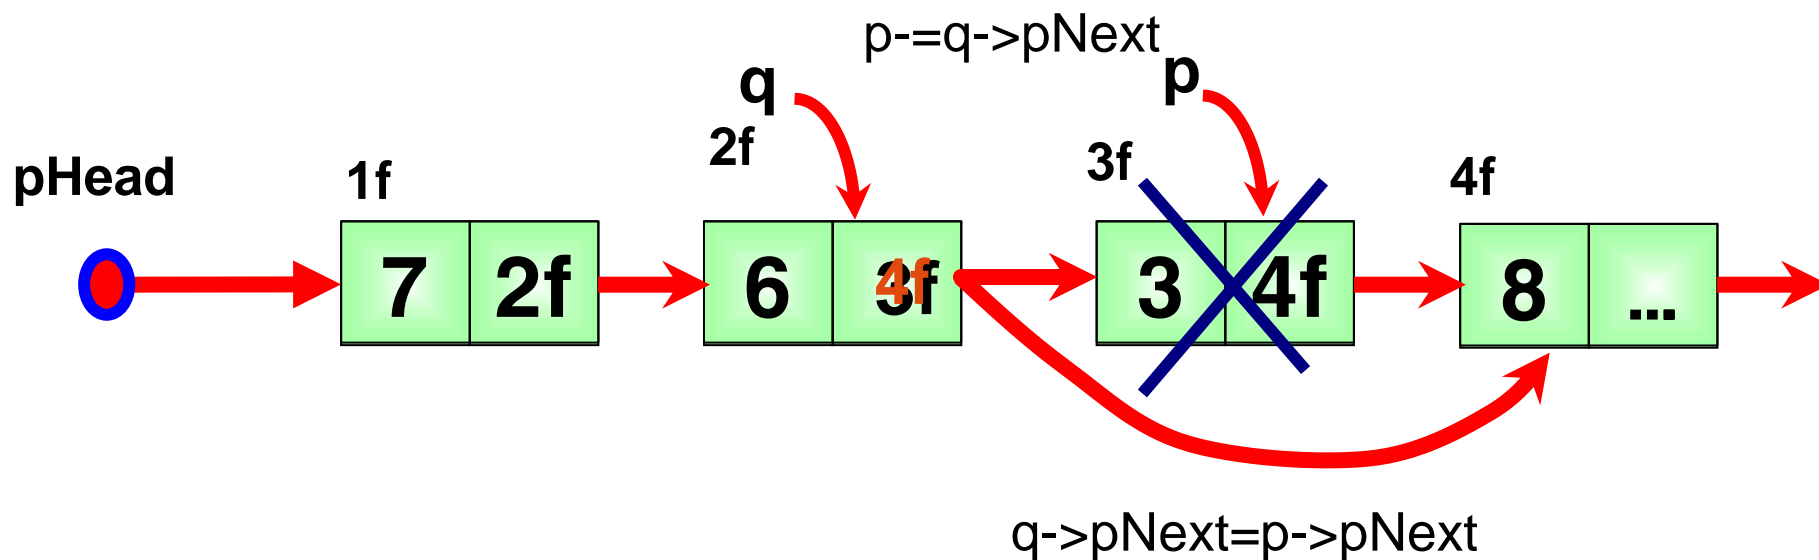 p-=q->pNext
q
p
2f
3f
pHead
1f
4f
7 2f
6 3f 4f
3 4f
8 ...
q->pNext=p->pNext